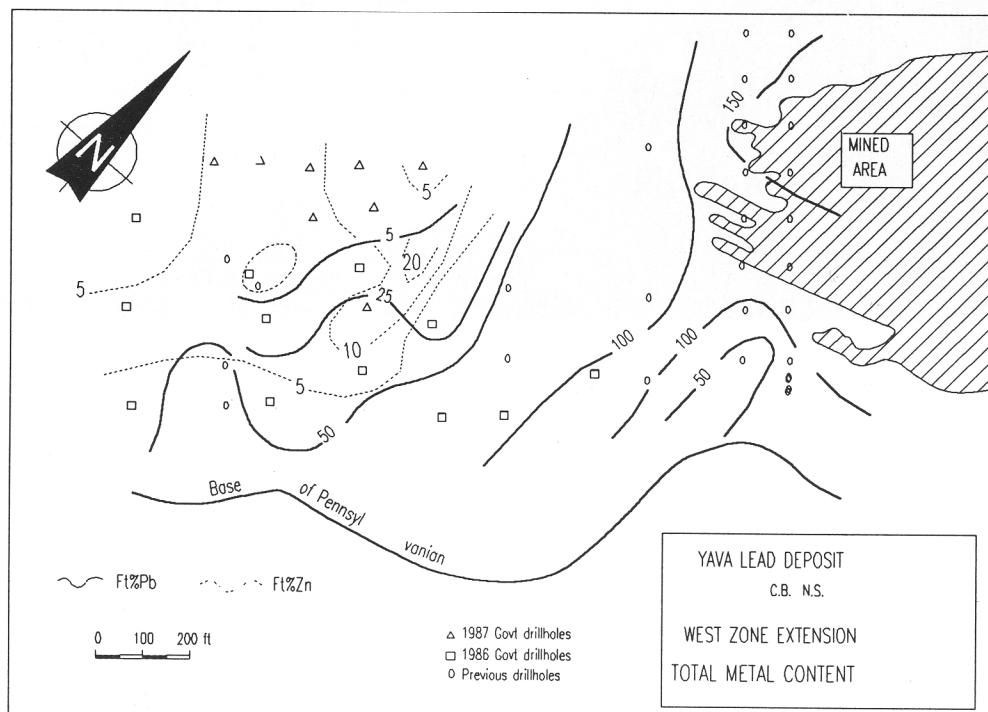 N
150
MINED
AREA
5
5
20
5
25
10
5
50
100
100
50
Base of Pennsyl vanian
Ft%Pb
Ft%Zn
0 100 200 ft
1987 Govt drillholes
1986 Govt drillholes
Previous drillholes
YAVA LEAD DEPOSIT
C.B. N.S.
WEST ZONE EXTENSION
TOTAL METAL CONTENT